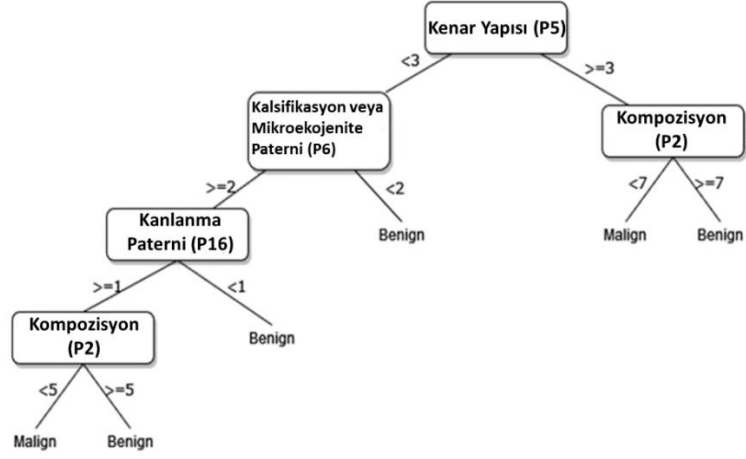 Kenar Yapısı (P5)
<3
>=3
Kalsifikasyon veya
Mikroekojenite
Paterni (P6)
Kompozisyon
(P2)
>=2
<2
<7
>=7
Kanlanma
Paterni (P16)
Benign
Malign
Benign
>=1
<1
Kompozisyon
(P2)
Benign
<5
>=5
Malign
Benign